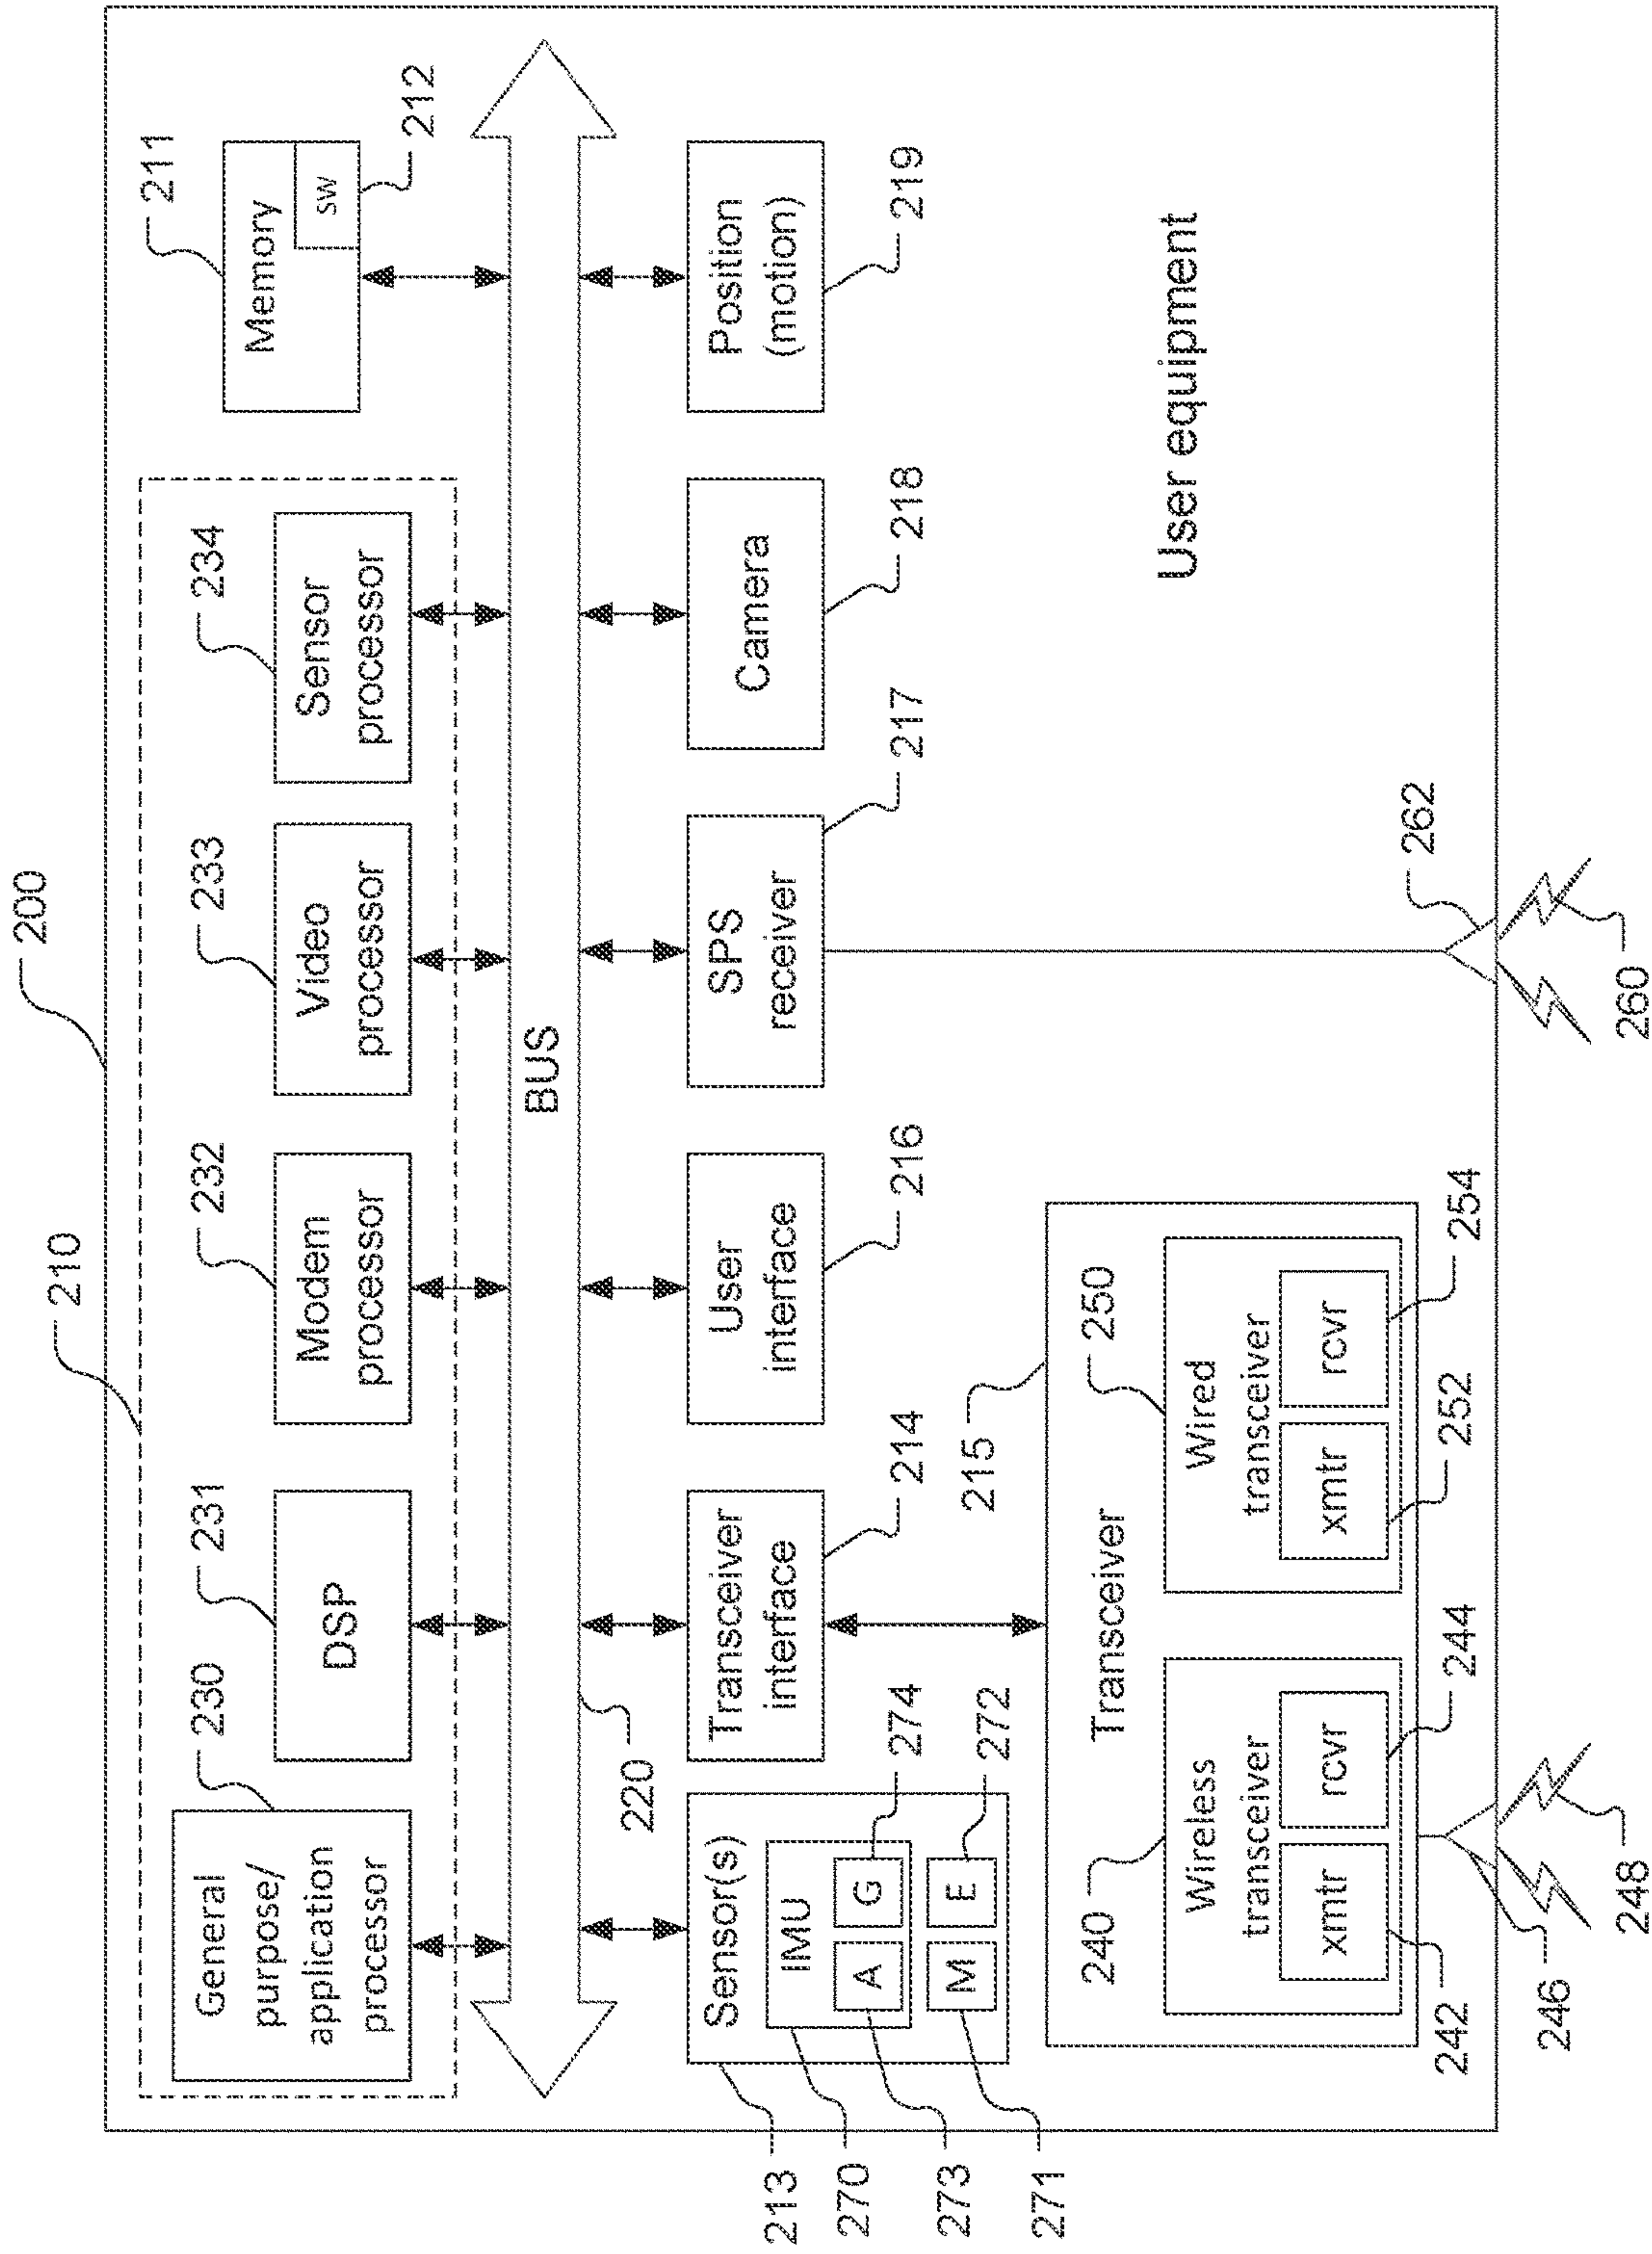 200
210
230
231
232
233
234
211
General
purpose/
application
processor
DSP
Modem
processor
Video
processor
Sensor
processor
Memory
sw
212
BUS
220
Sensor(s)
IMU
A
G
M
E
213
270
273
271
274
272
Transceiver
interface
214
User
interface
216
SPS
receiver
217
Camera
218
Position
(motion)
219
215
Transceiver
240
Wireless
transceiver
xmtr
rcvr
242
244
250
Wired
transceiver
xmtr
rcvr
252
254
246
248
262
260
User equipment